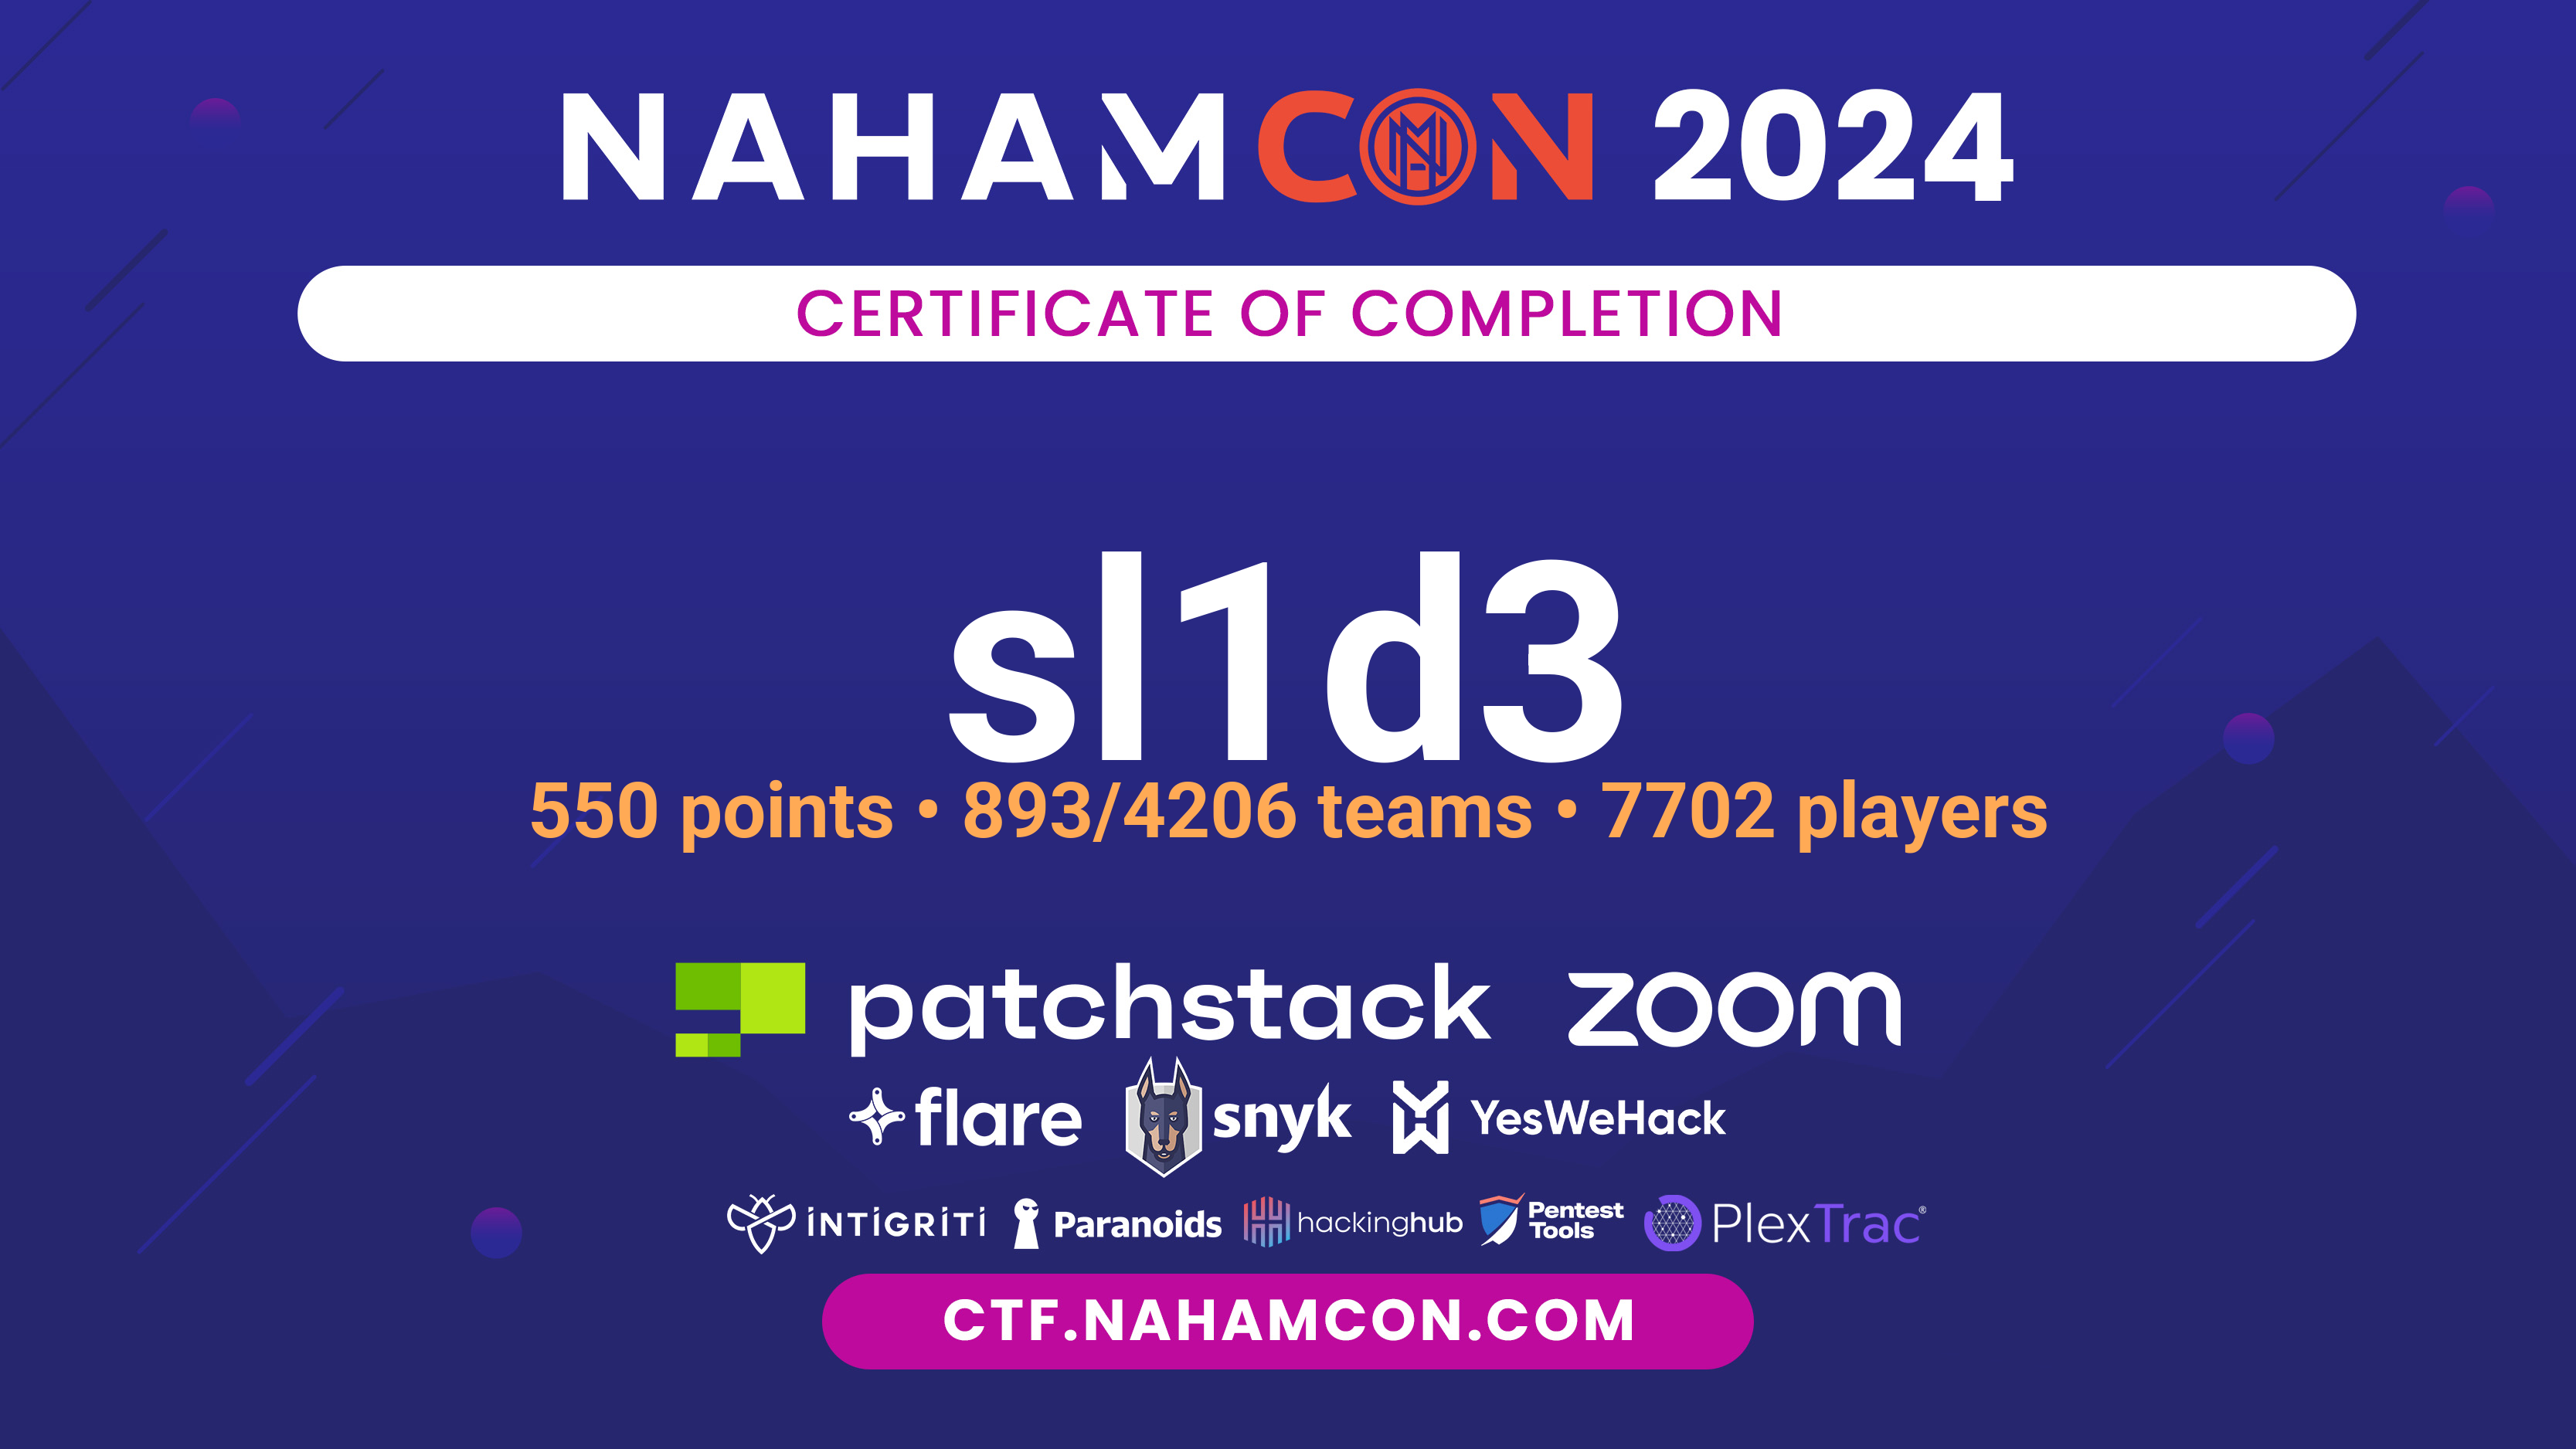 NAHAMCON 2024
CERTIFICATE OF COMPLETION
sl1d3
550 points • 893/4206 teams • 7702 players
patchstack zoom
flare snyk YesWeHack
INTIGRITI Paranoids hackinghub Pentest Tools PlexTrac®
CTF.NAHAMCON.COM